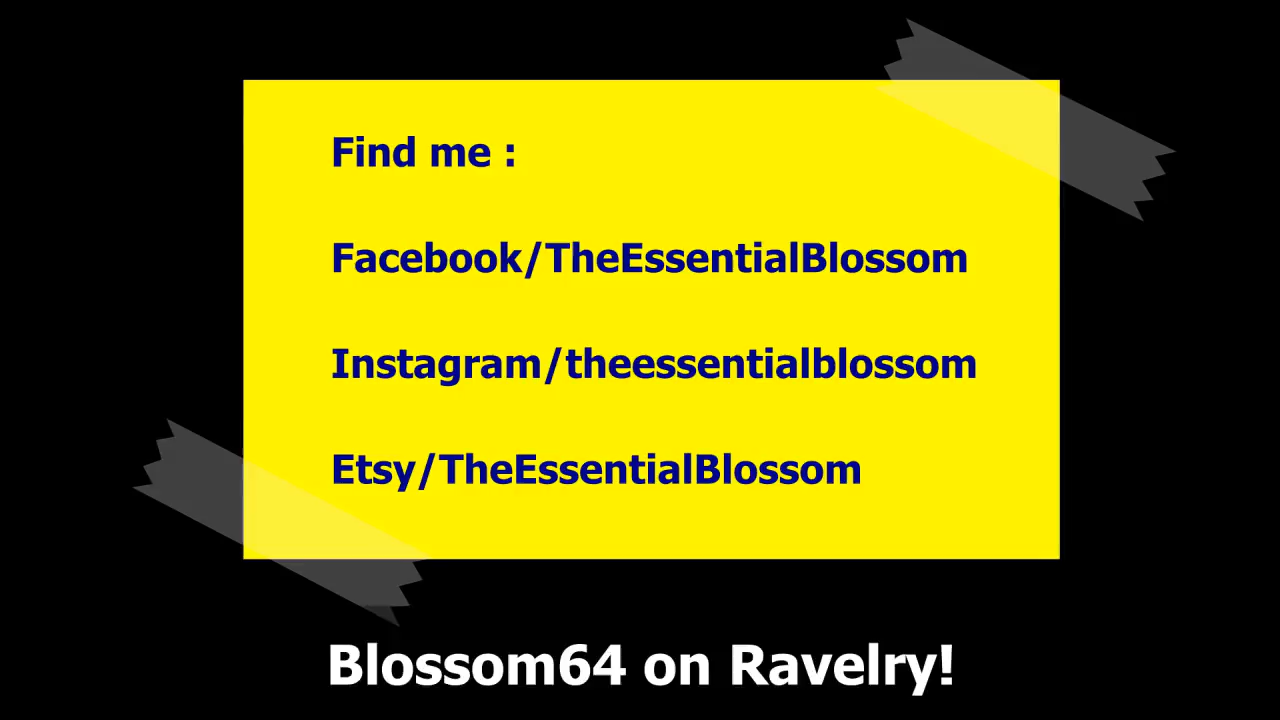 Find me :
Facebook/TheEssentialBlossom
Instagram/theessentialblossom
Etsy/TheEssentialBlossom
Blossom64 on Ravelry!